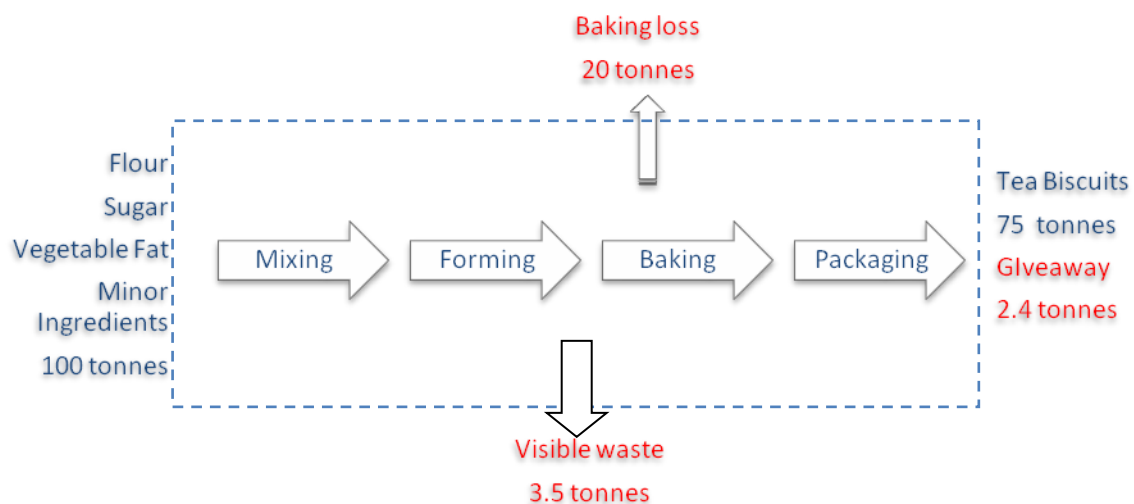 Baking loss
20 tonnes
Flour
Sugar
Vegetable Fat
Minor
Ingredients
100 tonnes
Mixing
Forming
Baking
Packaging
Tea Biscuits
75 tonnes
GIveaway
2.4 tonnes
Visible waste
3.5 tonnes